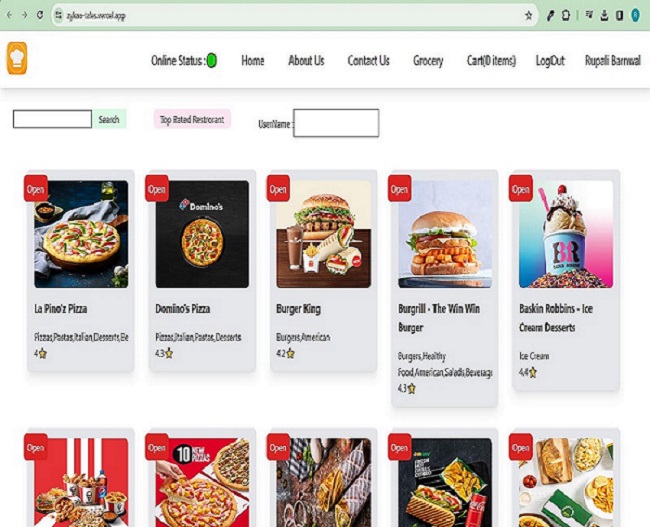 zykaa-tales.vercel.app
Online Status :
Home
About Us
Contact Us
Grocery
Cart(0 items)
LogOut
Rupali Barnwal
Search
Top Rated Restrorant
UserName :
Open
Open
Open
Open
Open
Domino's
BR
La Pino'z Pizza
Domino's Pizza
Burger King
Burgrill - The Win Win
Burger
Baskin Robbins - Ice
Cream Desserts
Pizzas,Pastas,Italian,Desserts,Be
4
Pizzas,Italian,Pastas,Desserts
4.3
Burgers,American
4.2
Burgers,Healthy
Food,American,Salads,Beverage
4.3
Ice Cream
4.4
Open
Open
Open
Open
Open
10 NEW
PIZZAS